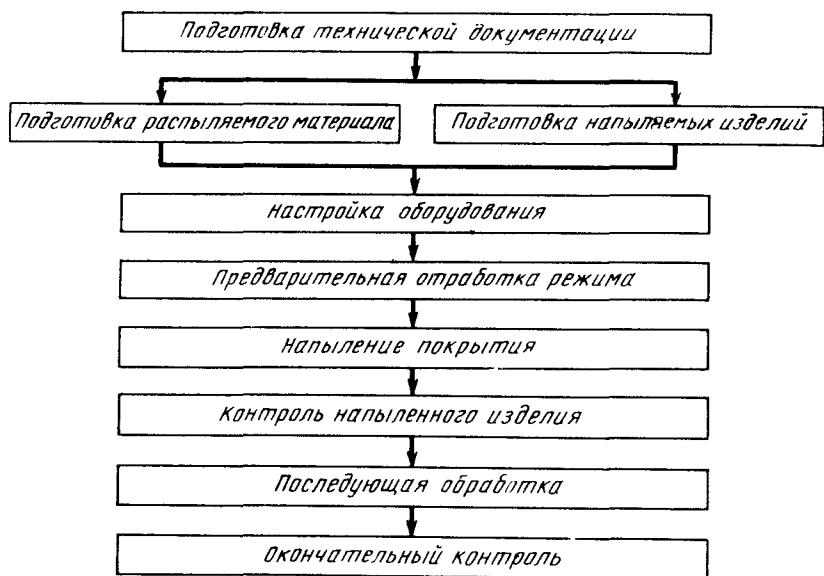 Подготовка технической документации
Подготовка распыляемого материала
Подготовка напыляемых изделий
Настройка оборудования
Предварительная отработка режима
Напыление покрытия
Контроль напыленного изделия
Последующая обработка
Окончательный контроль